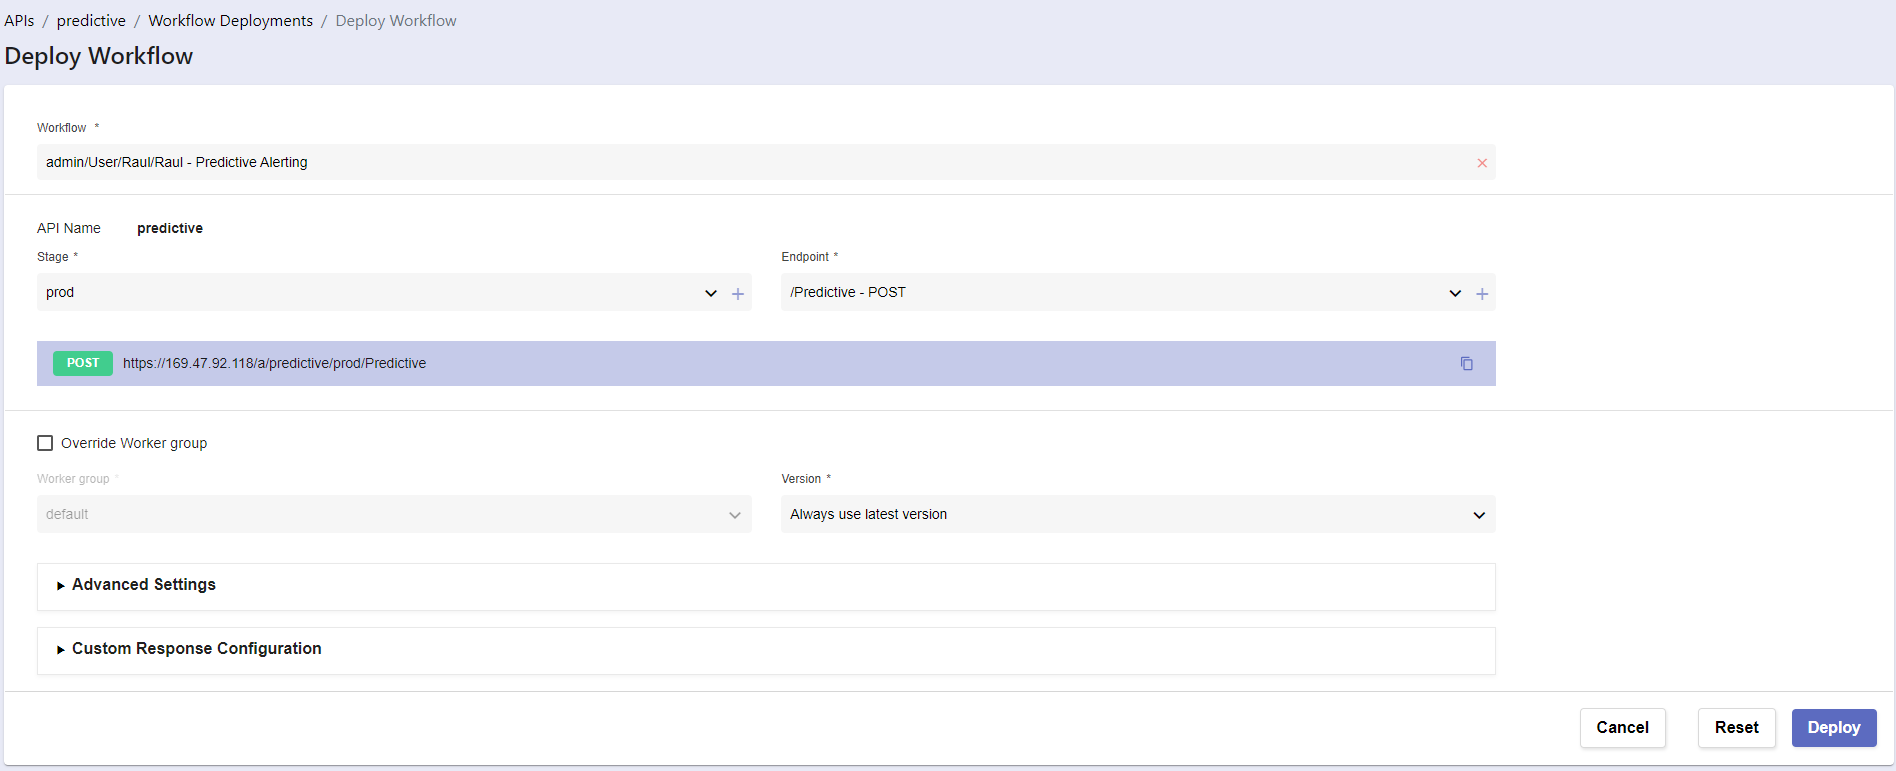 APIs / predictive / Workflow Deployments / Deploy Workflow
Deploy Workflow
Workflow *
admin/User/Raul/Raul - Predictive Alerting
API Name predictive
Stage * Endpoint *
prod /Predictive - POST
POST https://169.47.92.118/a/predictive/prod/Predictive
Override Worker group
Worker group * Version *
default Always use latest version
Advanced Settings
Custom Response Configuration
Cancel Reset Deploy